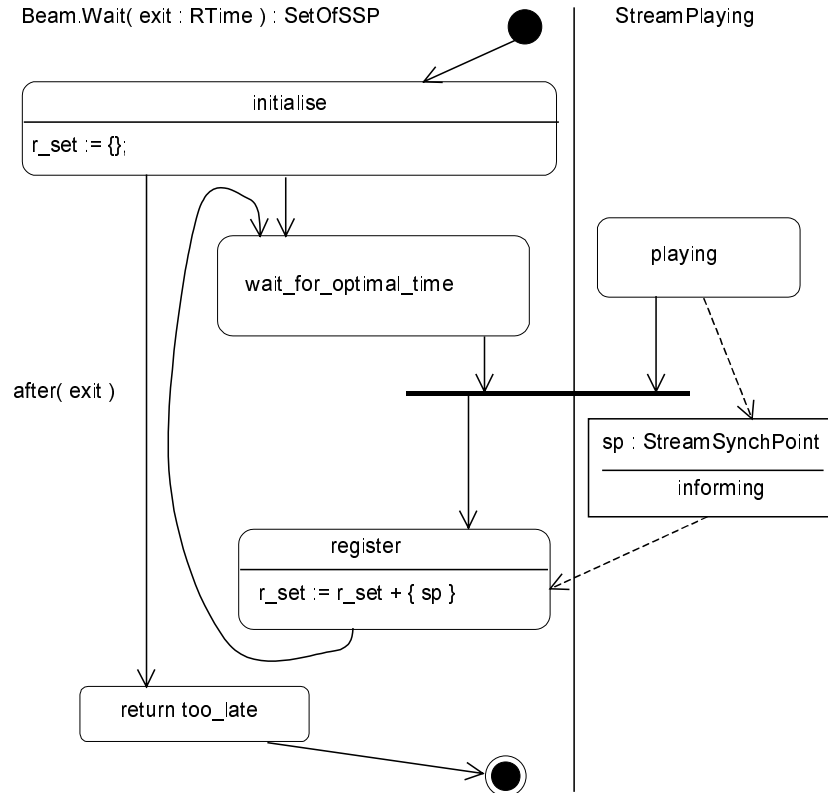 Beam.Wait( exit : RTime ) : SetOfSSP
StreamPlaying
initialise
r_set := {};
playing
wait_for_optimal_time
after( exit )
sp : StreamSynchPoint
informing
register
r_set := r_set + { sp }
return too_late